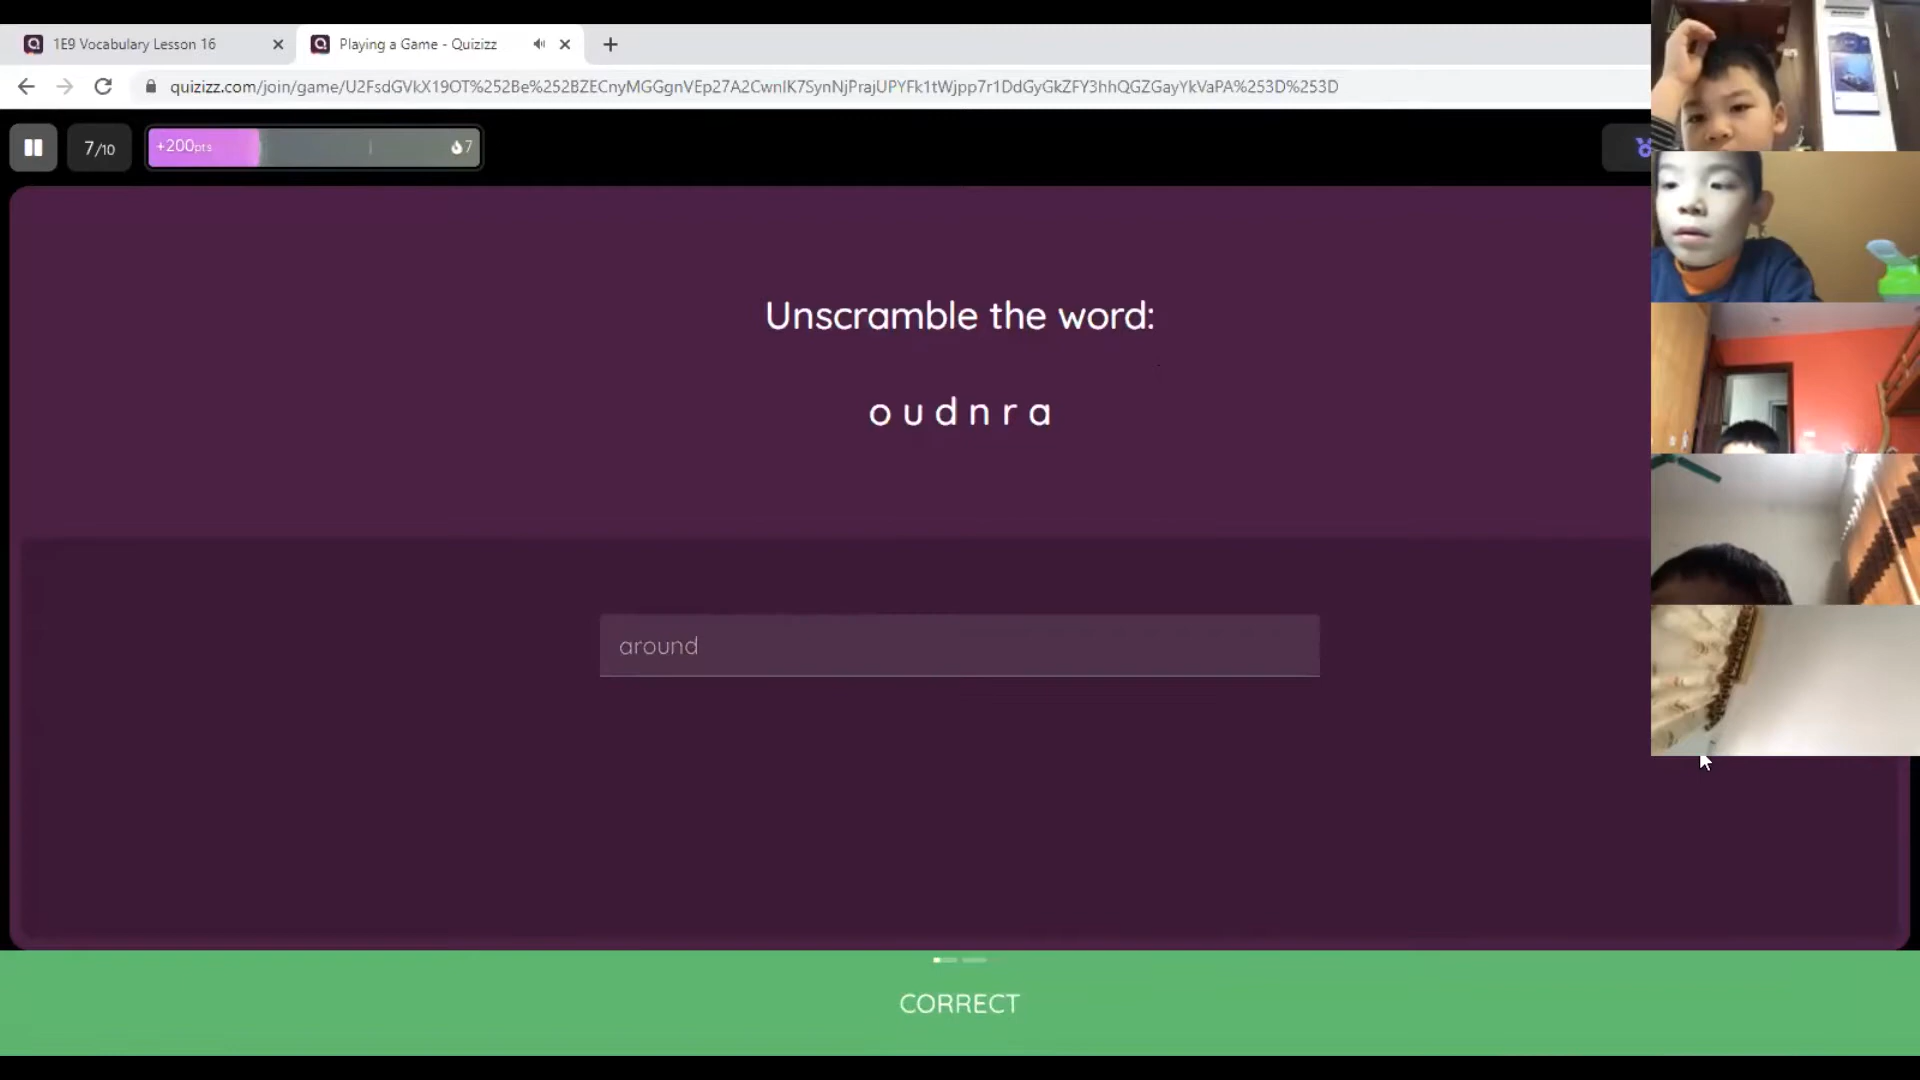 1E9 Vocabulary Lesson 16
Playing a Game - Quizizz
quizizz.com/join/game/U2FsdGVkX19OT%252Be%252BZECnyMGGgnVEp27A2CwnlK7SynNjPrajUPYFk1tWjpp7r1DdGyGkZFY3hhQGZGayYkVaPA%253D%253D
7/10
+200pts
7
Unscramble the word:
o u d n r a
around
CORRECT